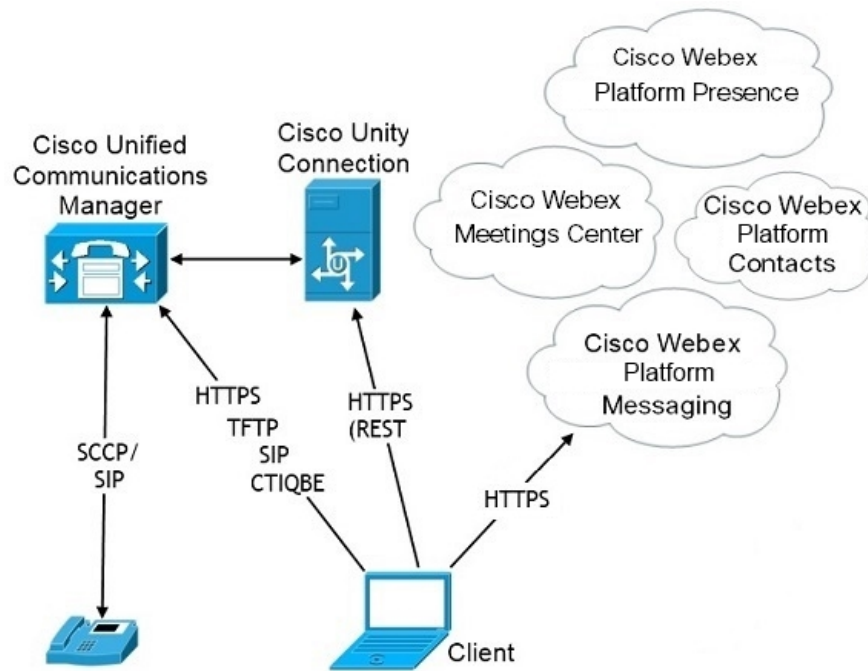 Cisco Webex
Platform Presence
Cisco Unity
Connection
Cisco Unified
Communications
Manager
Cisco Webex
Meetings Center
Cisco Webex
Platform
Contacts
U
Cisco Webex
Platform
Messaging
HTTPS
TFTP
SIP
CTIQBE
HTTPS
(REST
SCCP/
SIP
HTTPS
Client